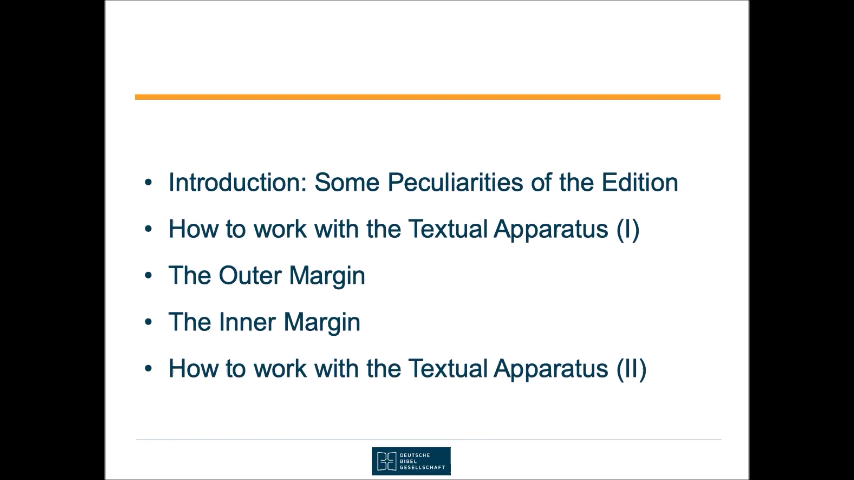 • Introduction: Some Peculiarities of the Edition
• How to work with the Textual Apparatus (I)
• The Outer Margin
• The Inner Margin
• How to work with the Textual Apparatus (II)
DEUTSCHE
BIBEL
GESELLSCHAFT